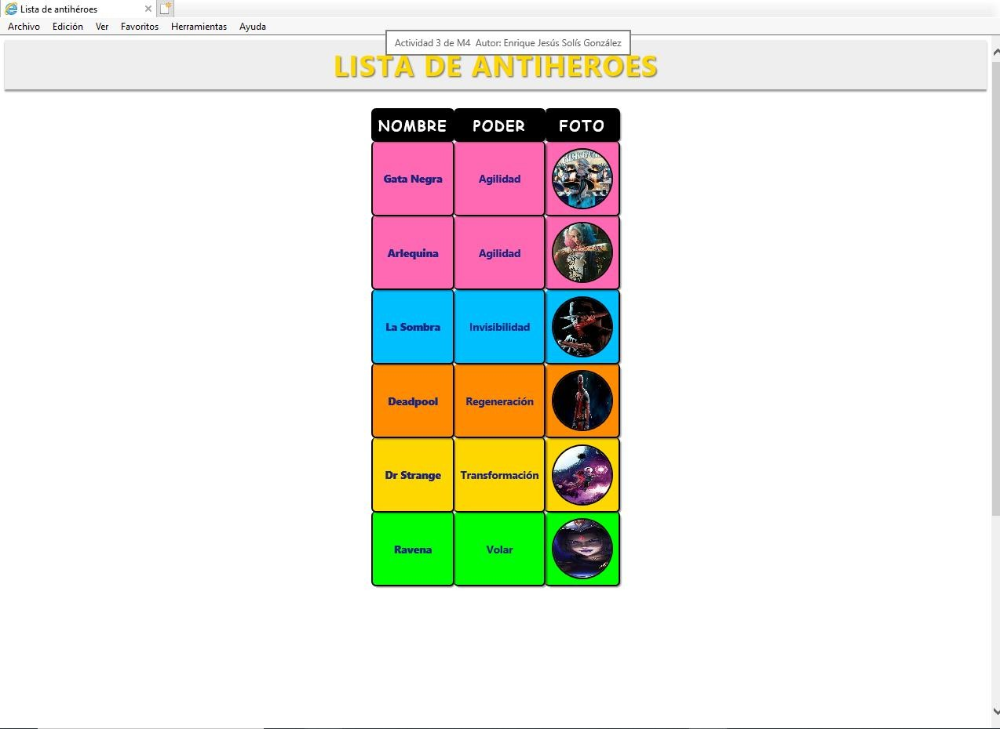 Lista de antihéroes
Archivo Edición Ver Favoritos Herramientas Ayuda
Actividad 3 de M4 Autor: Enrique Jesús Solís González
LISTA DE ANTIHEROES
NOMBRE PODER FOTO
Gata Negra Agilidad
Arlequina Agilidad
La Sombra Invisibilidad
Deadpool Regeneración
Dr Strange Transformación
Ravena Volar